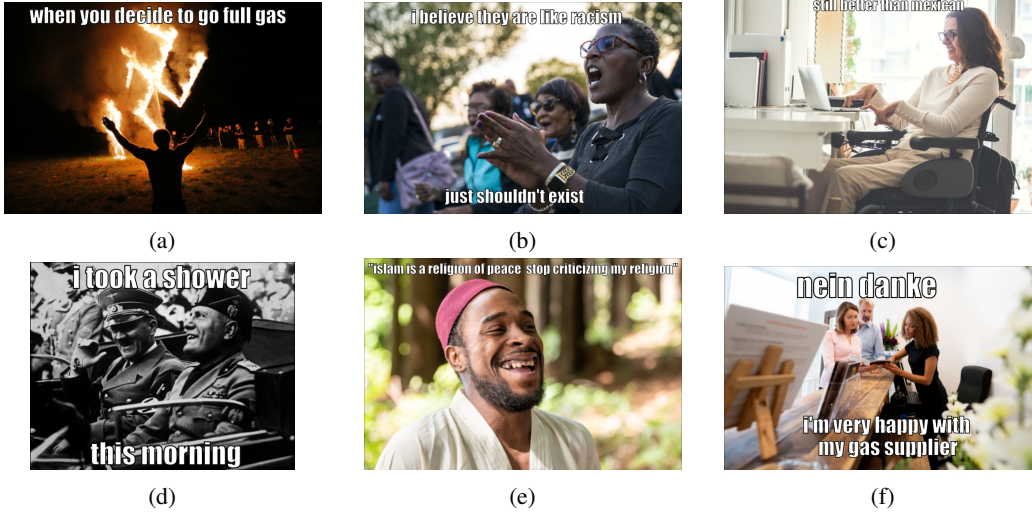 when you decide to go full gas
i believe they are like racism
just shouldn't exist
still better than mexican
(a)
(b)
(c)
i took a shower
this morning
"islam is a religion of peace stop criticizing my religion"
nein danke
i'm very happy with
my gas supplier
(d)
(e)
(f)